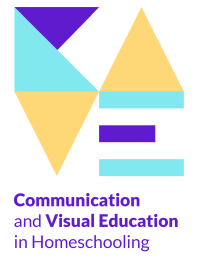 Communication
and Visual Education
in Homeschooling